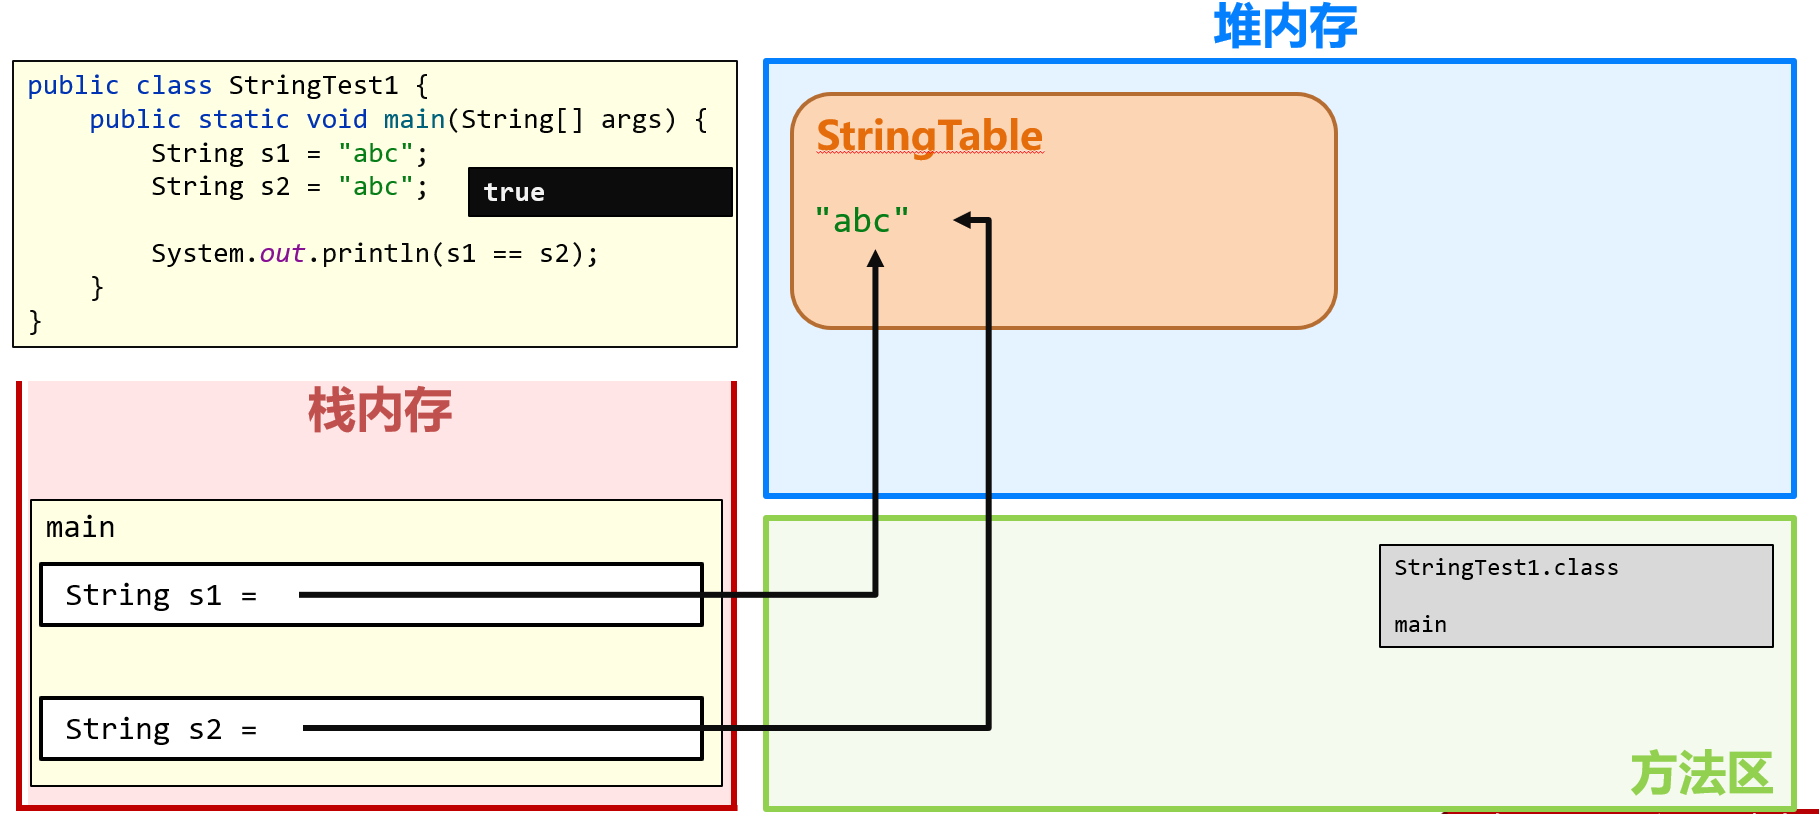 堆内存
public class StringTest1 {
    public static void main(String[] args) {
        String s1 = "abc";
        String s2 = "abc";
true
        System.out.println(s1 == s2);
    }
}
StringTable
"abc"
栈内存
main
String s1 =
String s2 =
StringTest1.class
main
方法区